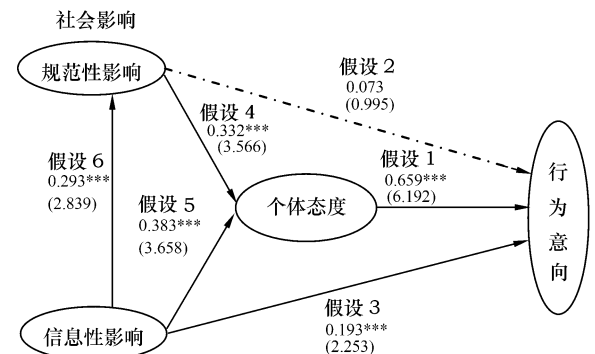 社会影响
规范性影响
假设2
0.073
(0.995)
假设4
0.332***
(3.566)
假设1
0.659***
(6.192)
假设6
0.293***
(2.839)
假设5
0.383***
(3.658)
个体态度
行为意向
假设3
0.193***
(2.253)
信息性影响